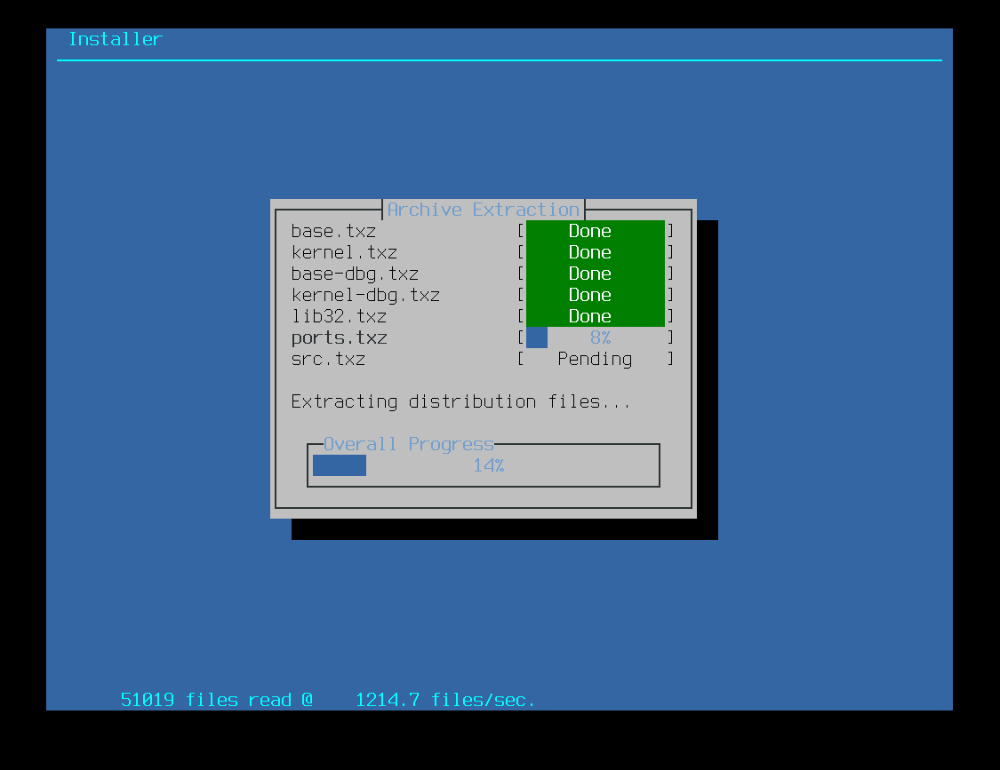 Installer
Archive Extraction
base.txz [ Done ]
kernel.txz [ Done ]
base-dbg.txz [ Done ]
kernel-dbg.txz [ Done ]
lib32.txz [ Done ]
ports.txz [ 8% ]
src.txz [ Pending ]
Extracting distribution files...
Overall Progress
14%
51019 files read @ 1214.7 files/sec.